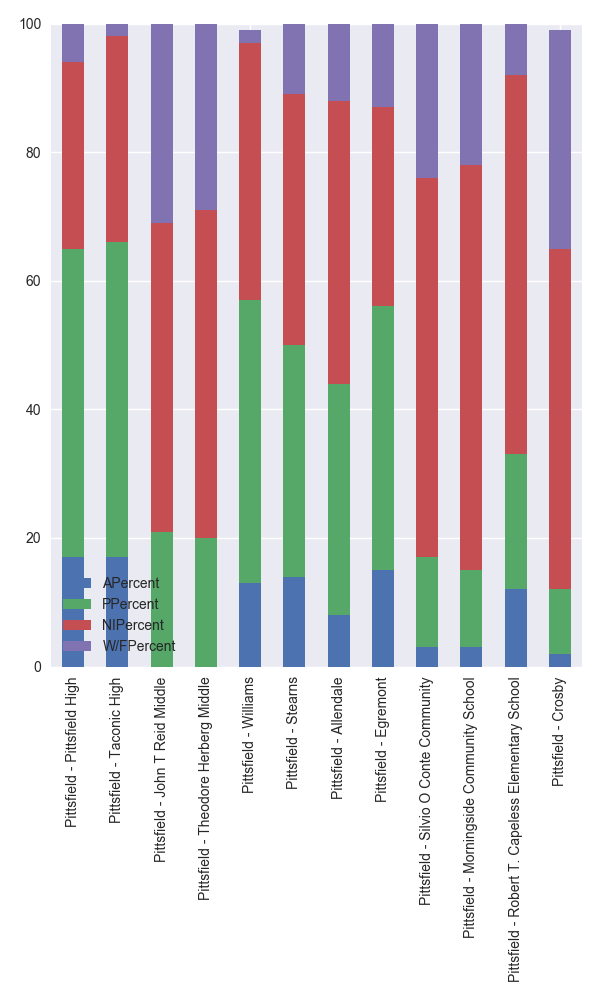 100
80
60
40
20
0
APercent
PPercent
NIPercent
W/FPercent
Pittsfield - Pittsfield High
Pittsfield - Taconic High
Pittsfield - John T Reid Middle
Pittsfield - Theodore Herberg Middle
Pittsfield - Williams
Pittsfield - Stearns
Pittsfield - Allendale
Pittsfield - Egremont
Pittsfield - Silvio O Conte Community
Pittsfield - Morningside Community School
Pittsfield - Robert T. Capeless Elementary School
Pittsfield - Crosby